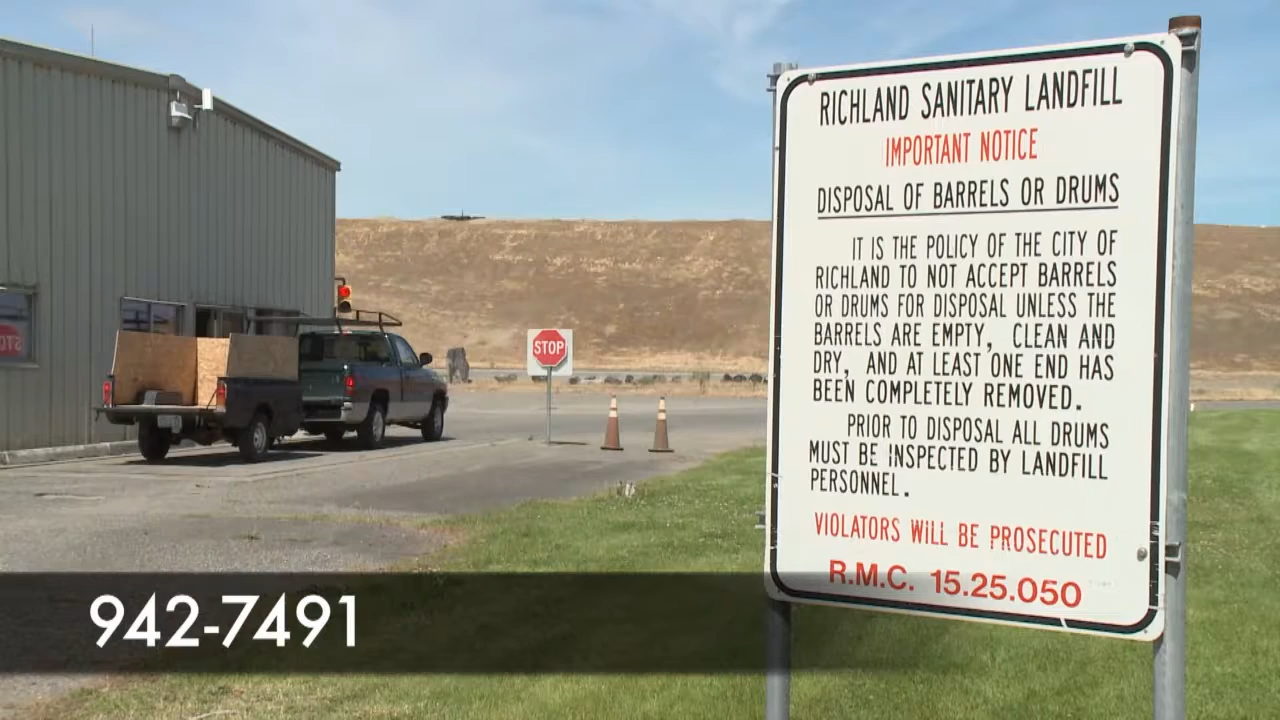 RICHLAND SANITARY LANDFILL
IMPORTANT NOTICE
DISPOSAL OF BARRELS OR DRUMS
IT IS THE POLICY OF THE CITY OF
RICHLAND TO NOT ACCEPT BARRELS
OR DRUMS FOR DISPOSAL UNLESS THE
BARRELS ARE EMPTY, CLEAN AND
DRY, AND AT LEAST ONE END HAS
BEEN COMPLETELY REMOVED.
PRIOR TO DISPOSAL ALL DRUMS
MUST BE INSPECTED BY LANDFILL
PERSONNEL.
VIOLATORS WiLL BE PROSECUTED
R.M.C. 15.25.050
STOP
STOP
942-7491